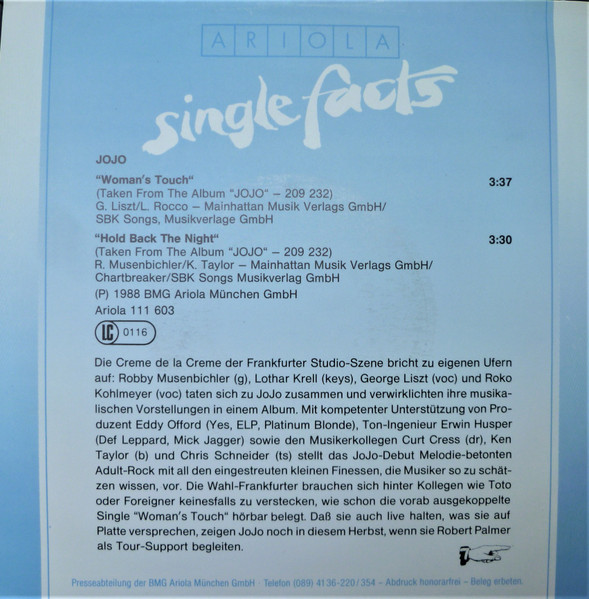 ARIOLA
single facts
JOJO
"Woman's Touch" 3:37
(Taken From The Album "JOJO" – 209 232)
G. Liszt/L. Rocco – Mainhattan Musik Verlags GmbH/
SBK Songs, Musikverlage GmbH
"Hold Back The Night" 3:30
(Taken From The Album "JOJO" – 209 232)
R. Musenbichler/K. Taylor – Mainhattan Musik Verlags GmbH/
Chartbreaker/SBK Songs Musikverlag GmbH
(P) 1988 BMG Ariola München GmbH
Ariola 111 603
LC 0116
Die Creme de la Creme der Frankfurter Studio-Szene bricht zu eigenen Ufern
auf: Robby Musenbichler (g), Lothar Krell (keys), George Liszt (voc) und Roko
Kohlmeyer (voc) taten sich zu JoJo zusammen und verwirklichten ihre musika-
lischen Vorstellungen in einem Album. Mit kompetenter Unterstützung von Pro-
duzent Eddy Offord (Yes, ELP, Platinum Blonde), Ton-Ingenieur Erwin Husper
(Def Leppard, Mick Jagger) sowie den Musikerkollegen Curt Cress (dr), Ken
Taylor (b) und Chris Schneider (ts) stellt das JoJo-Debut Melodie-betonten
Adult-Rock mit all den eingestreuten kleinen Finessen, die Musiker so zu schät-
zen wissen, vor. Die Wahl-Frankfurter brauchen sich hinter Kollegen wie Toto
oder Foreigner keinesfalls zu verstecken, wie schon die vorab ausgekoppelte
Single "Woman's Touch" hörbar belegt. Daß sie auch live halten, was sie auf
Platte versprechen, zeigen JoJo noch in diesem Herbst, wenn sie Robert Palmer
als Tour-Support begleiten.
Presseabteilung der BMG Ariola München GmbH · Telefon (089) 41 36-220 / 354 – Abdruck honorarfrei – Beleg erbeten.